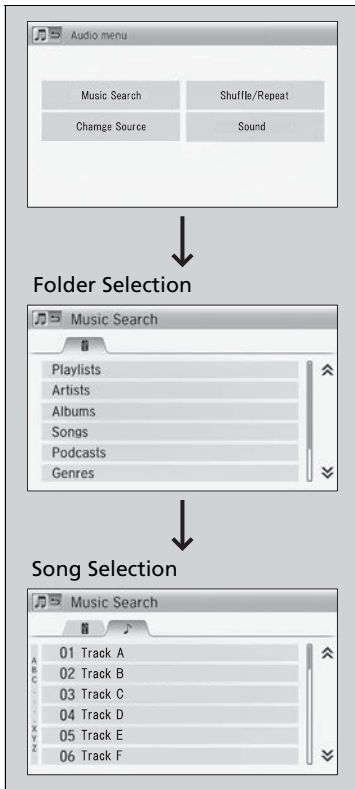 Audio menu
Music Search
Shuffle/Repeat
Chamge Source
Sound
Folder Selection
Music Search
Playlists
Artists
Albums
Songs
Podcasts
Genres
Song Selection
Music Search
A
B
C
X
Y
Z
01 Track A
02 Track B
03 Track C
04 Track D
05 Track E
06 Track F